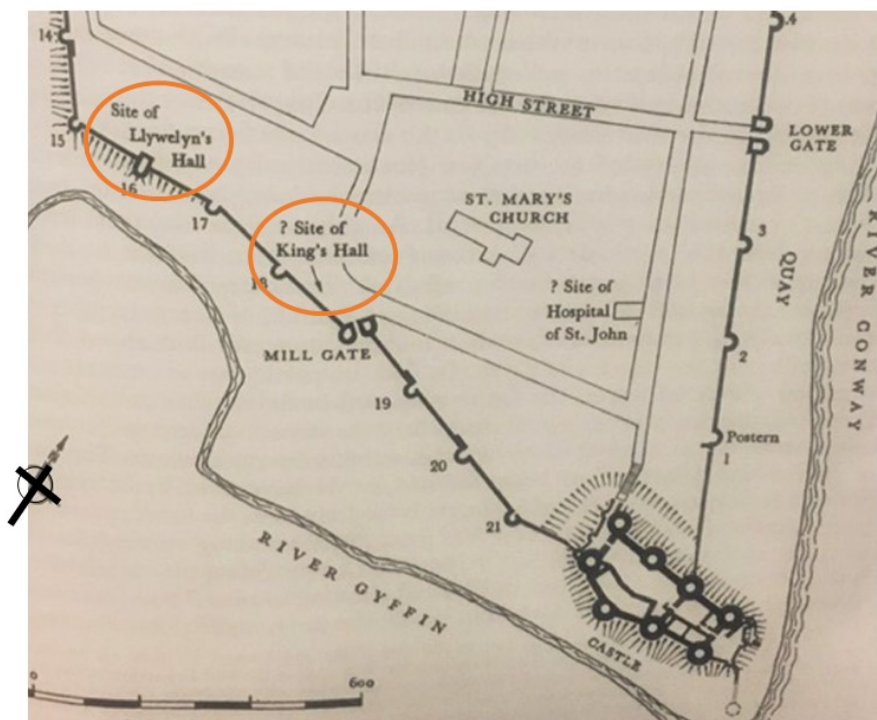 14
.4
HIGH STREET
Site of
Llywelyn's
Hall
15
16
17
LOWER
GATE
ST. MARY'S
CHURCH
? Site of
King's Hall
18
3
QUAY
RIVER CONWAY
? Site of
Hospital
of St. John
MILL GATE
2
19
Postern
1
20
21
RIVER GYFFIN
CASTLE
0
600